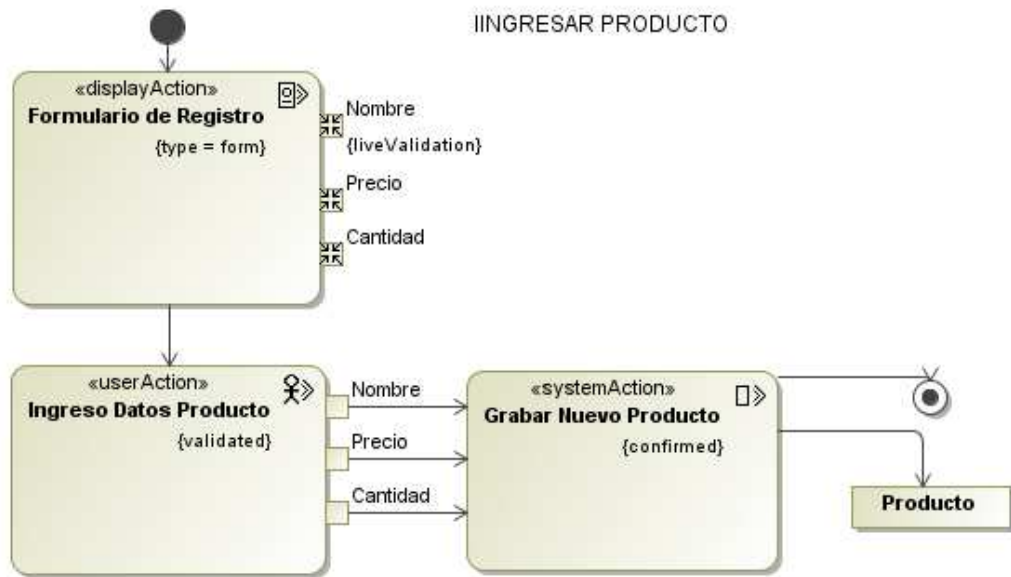 IINGRESAR PRODUCTO
«displayAction»
Formulario de Registro
{type = form}
Nombre
{liveValidation}
Precio
Cantidad
«userAction»
Ingreso Datos Producto
{validated}
Nombre
Precio
Cantidad
«systemAction»
Grabar Nuevo Producto
{confirmed}
Producto